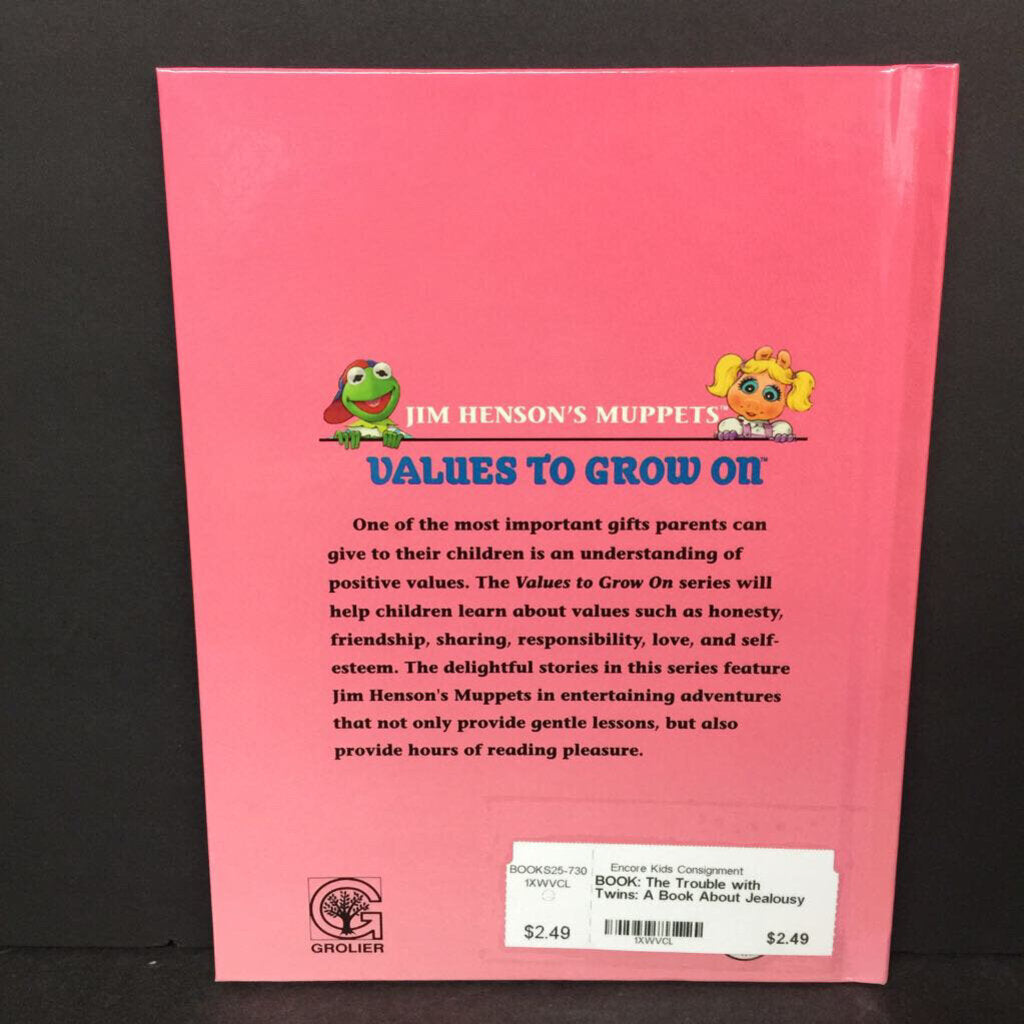 JIM HENSON'S MUPPETS™
VALUES TO GROW ON™
One of the most important gifts parents can
give to their children is an understanding of
positive values. The Values to Grow On series will
help children learn about values such as honesty,
friendship, sharing, responsibility, love, and self-
esteem. The delightful stories in this series feature
Jim Henson's Muppets in entertaining adventures
that not only provide gentle lessons, but also
provide hours of reading pleasure.
G
GROLIER
BOOKS25-730
1XWVCL
$2.49
Encore Kids Consignment
BOOK: The Trouble with
Twins: A Book About Jealousy
1XWVCL
$2.49